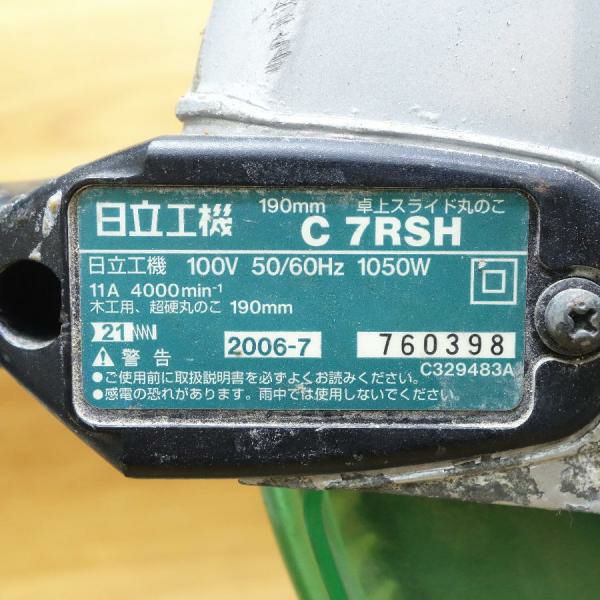 日立工機 190mm 卓上スライド丸のこ
C 7RSH
日立工機 100V 50/60Hz 1050W
11A 4000min⁻¹
木工用、超硬丸のこ 190mm
21
2006-7 760398
警告 C329483A
●ご使用前に取扱説明書を必ずよくお読みください。
●感電の恐れがあります。雨中では使用しないでください。